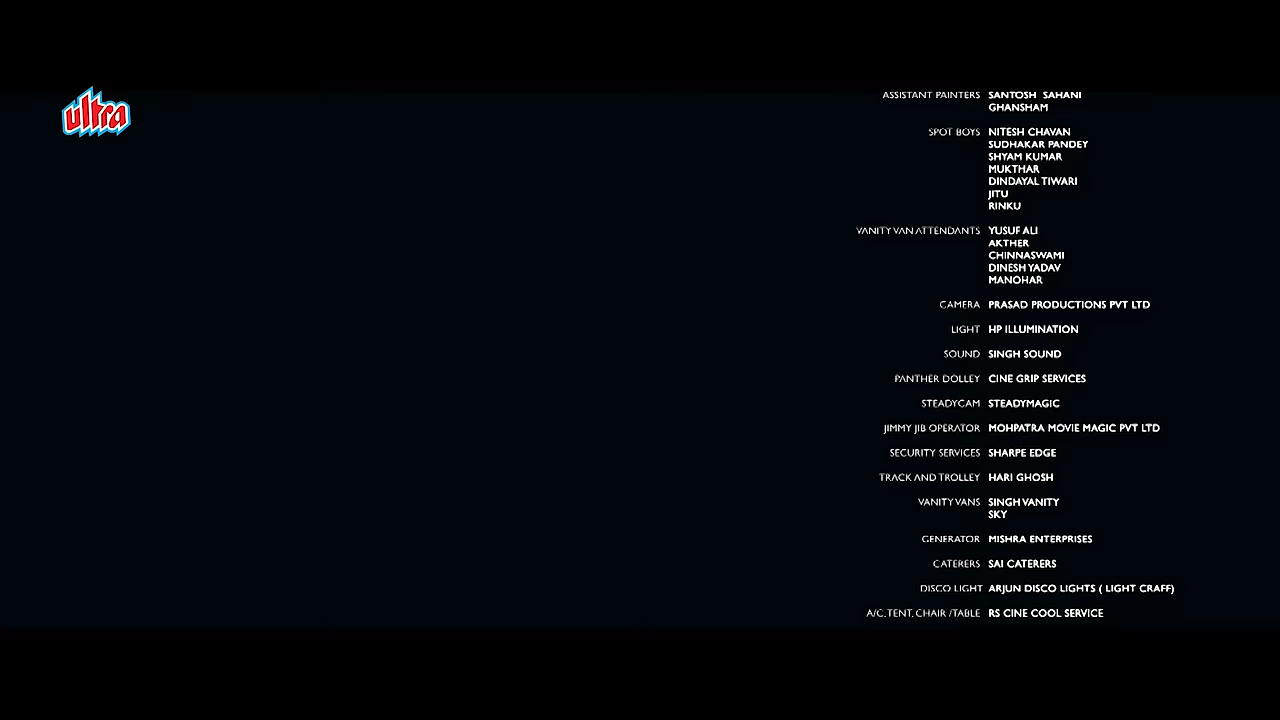 ultra
ASSISTANT PAINTERS SANTOSH SAHANI
GHANSHAM
SPOT BOYS NITESH CHAVAN
SUDHAKAR PANDEY
SHYAM KUMAR
MUKTHAR
DINDAYAL TIWARI
JITU
RINKU
VANITY VAN ATTENDANTS YUSUF ALI
AKTHER
CHINNASWAMI
DINESH YADAV
MANOHAR
CAMERA PRASAD PRODUCTIONS PVT LTD
LIGHT HP ILLUMINATION
SOUND SINGH SOUND
PANTHER DOLLEY CINE GRIP SERVICES
STEADYCAM STEADYMAGIC
JIMMY JIB OPERATOR MOHPATRA MOVIE MAGIC PVT LTD
SECURITY SERVICES SHARPE EDGE
TRACK AND TROLLEY HARI GHOSH
VANITY VANS SINGH VANITY
SKY
GENERATOR MISHRA ENTERPRISES
CATERERS SAI CATERERS
DISCO LIGHT ARJUN DISCO LIGHTS ( LIGHT CRAFF)
A/C, TENT, CHAIR /TABLE RS CINE COOL SERVICE